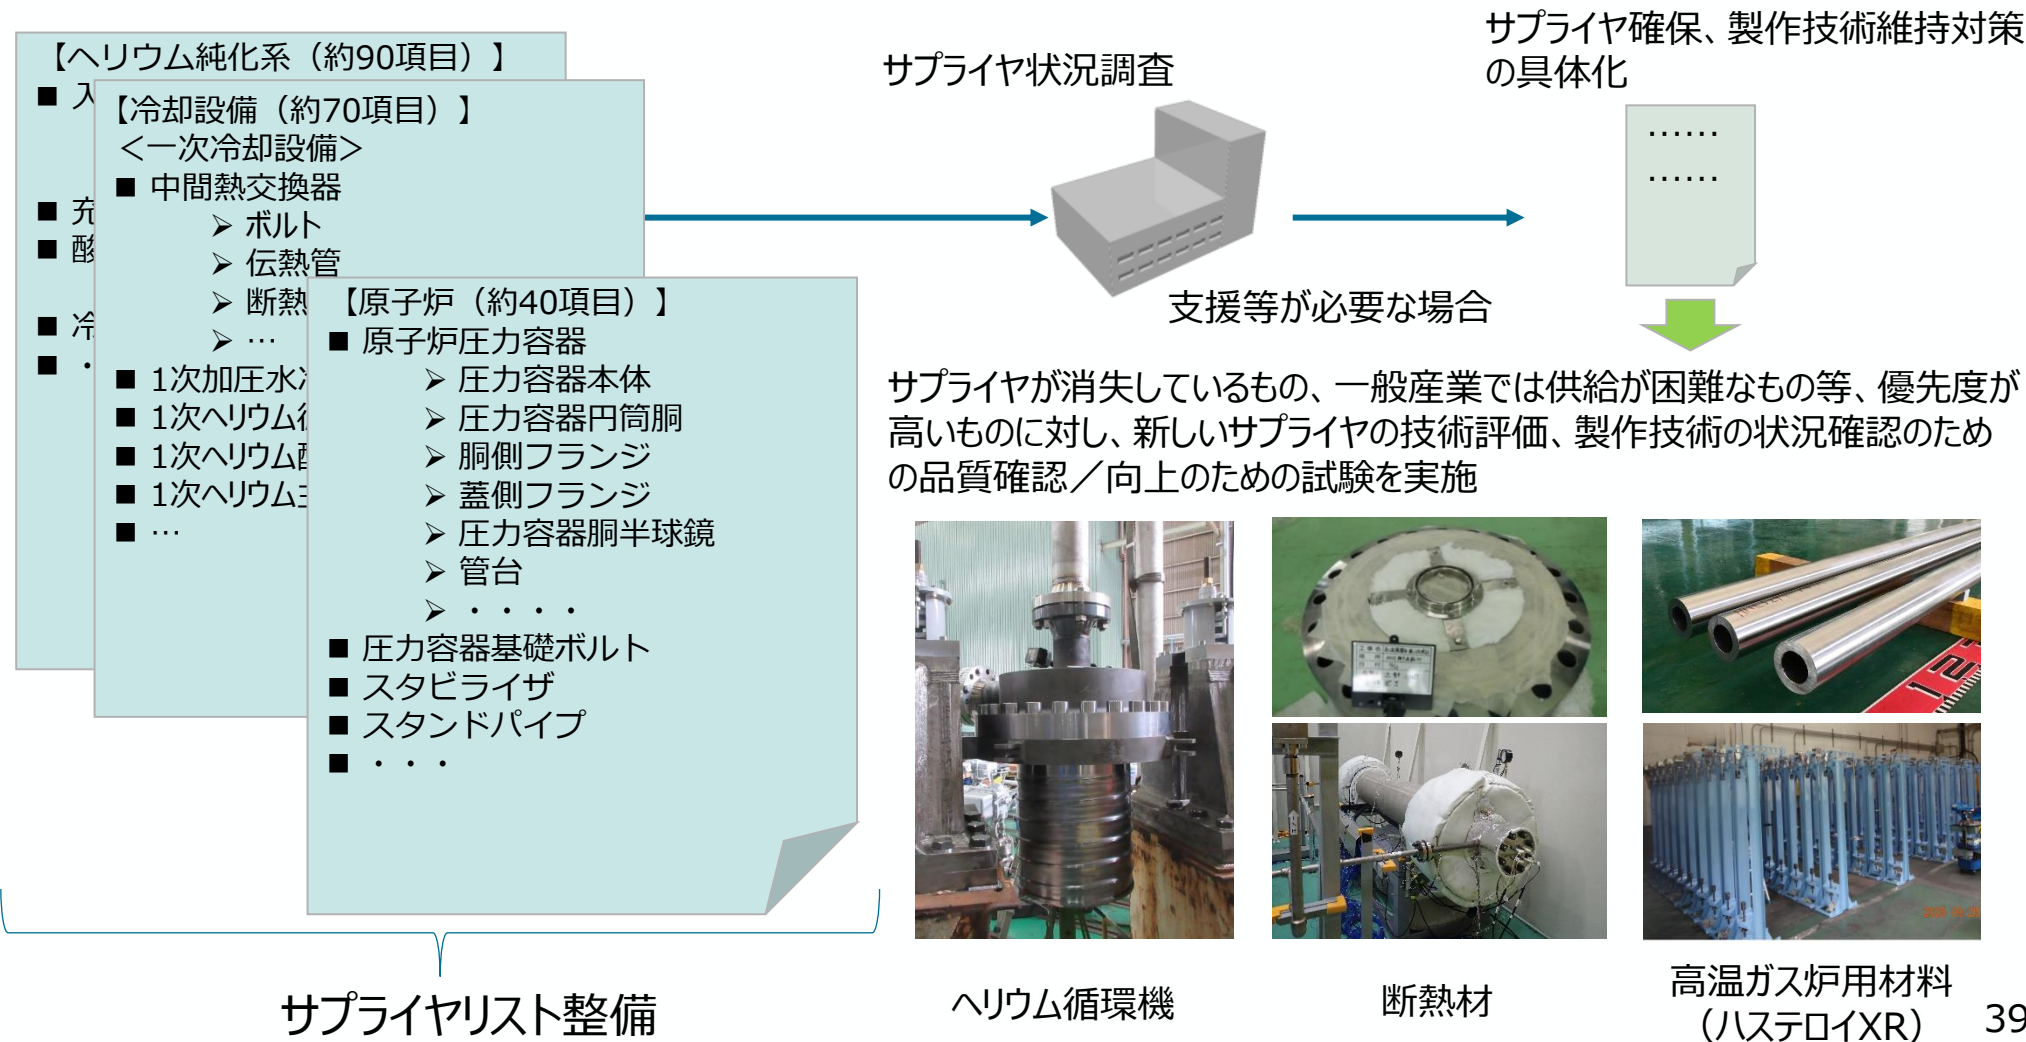 【ヘリウム純化系（約90項目）】
■ 入
■ 充
■ 酸
■ 冷
■ ・
【冷却設備（約70項目）】
＜一次冷却設備＞
■ 中間熱交換器
➢ ボルト
➢ 伝熱管
➢ 断熱
➢ …
■ 1次加圧水
■ 1次ヘリウム
■ 1次ヘリウム
■ 1次ヘリウム
■ …
【原子炉（約40項目）】
■ 原子炉圧力容器
➢ 圧力容器本体
➢ 圧力容器円筒胴
➢ 胴側フランジ
➢ 蓋側フランジ
➢ 圧力容器胴半球鏡
➢ 管台
➢ ・・・・
■ 圧力容器基礎ボルト
■ スタビライザ
■ スタンドパイプ
■ ・・・
サプライヤリスト整備
サプライヤ状況調査
支援等が必要な場合
サプライヤ確保、製作技術維持対策
の具体化
……
……
サプライヤが消失しているもの、一般産業では供給が困難なもの等、優先度が
高いものに対し、新しいサプライヤの技術評価、製作技術の状況確認のため
の品質確認／向上のための試験を実施
12
ヘリウム循環機
断熱材
高温ガス炉用材料
（ハステロイXR）
39